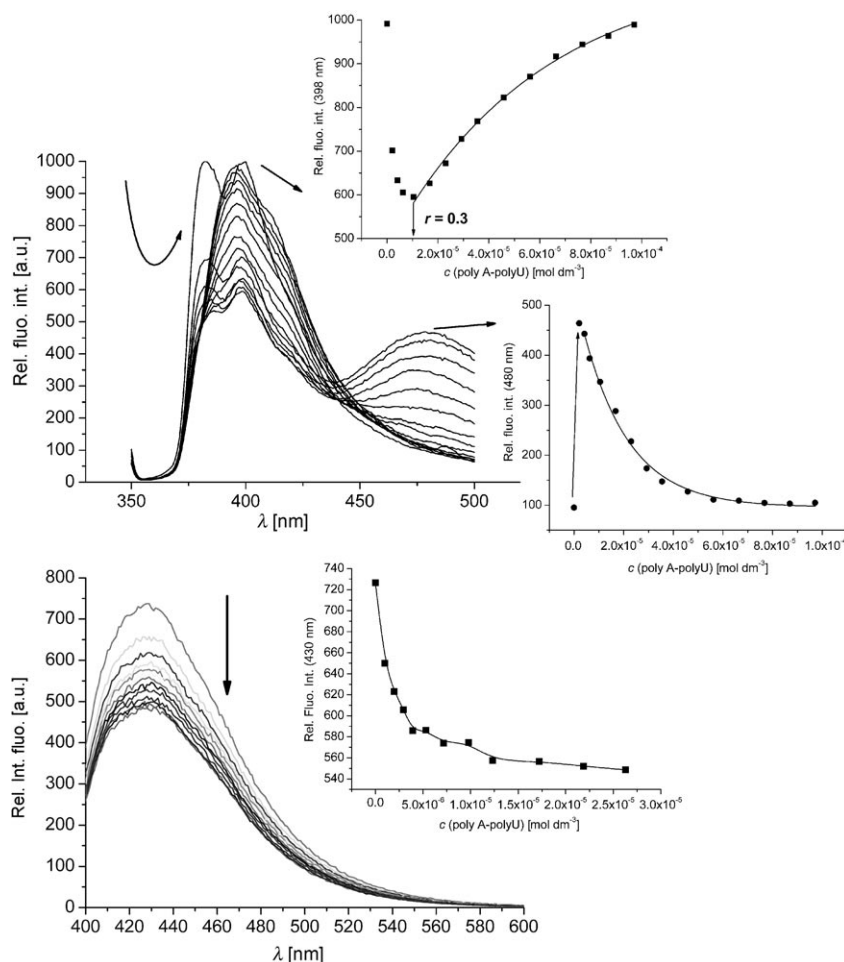 1000
900
800
700
600
500
Rel. fluo. int. (398 nm)
r = 0.3
0.0 2.0x10⁻⁵ 4.0x10⁻⁵ 6.0x10⁻⁵ 8.0x10⁻⁵ 1.0x10⁻⁴
c (poly A-polyU) [mol dm⁻³]
1000
900
800
700
600
500
400
300
200
100
0
Rel. fluo. int. [a.u.]
350 400 450 500
λ [nm]
500
400
300
200
100
Rel. fluo. int. (480 nm)
0.0 2.0x10⁻⁵ 4.0x10⁻⁵ 6.0x10⁻⁵ 8.0x10⁻⁵ 1.0x10⁻⁴
c (poly A-polyU) [mol dm⁻³]
800
700
600
500
400
300
200
100
0
Rel. Int. fluo. [a.u.]
400 420 440 460 480 500 520 540 560 580 600
λ [nm]
740
720
700
680
660
640
620
600
580
560
540
Rel. Fluo. Int. (430 nm)
0.0 5.0x10⁻⁶ 1.0x10⁻⁵ 1.5x10⁻⁵ 2.0x10⁻⁵ 2.5x10⁻⁵ 3.0x10⁻⁵
c (poly A-polyU) [mol dm⁻³]